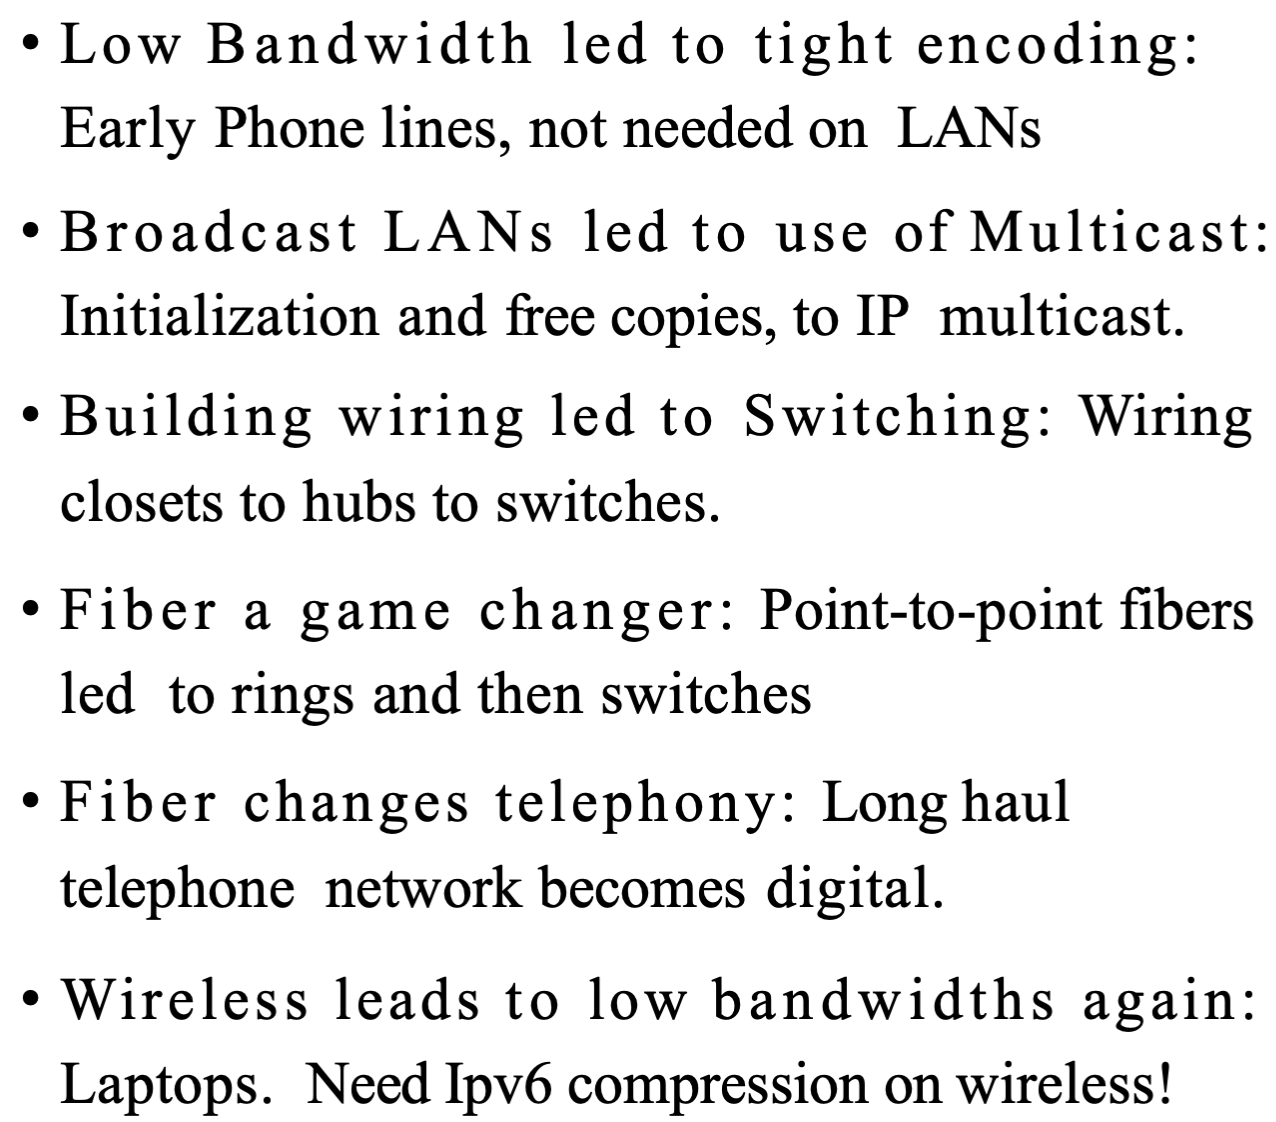 • Low Bandwidth led to tight encoding:
Early Phone lines, not needed on LANs
• Broadcast LANs led to use of Multicast:
Initialization and free copies, to IP multicast.
• Building wiring led to Switching: Wiring
closets to hubs to switches.
• Fiber a game changer: Point-to-point fibers
led to rings and then switches
• Fiber changes telephony: Long haul
telephone network becomes digital.
• Wireless leads to low bandwidths again:
Laptops. Need Ipv6 compression on wireless!